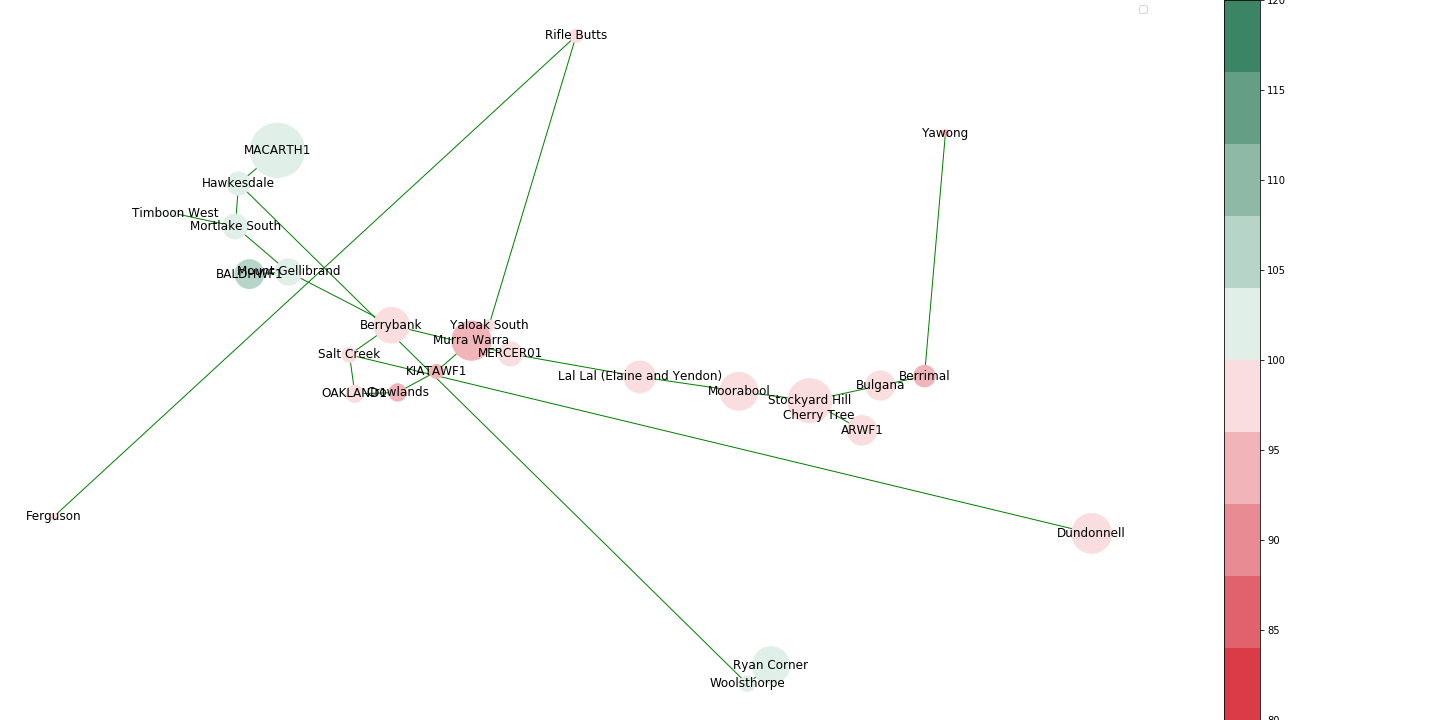 120
Rifle Butts
115
Yawong
MACARTH1
110
Hawkesdale
Timboon West
Mortlake South
105
Mount Gellibrand
BALDHWF1
Berrybank
Yaloak South
Murra Warra
MERCER01
Salt Creek
100
KIATAWF1
Lal Lal (Elaine and Yendon)
Berrimal
Bulgana
Moorabool
OAKLAND1
Crowlands
Stockyard Hill
Cherry Tree
ARWF1
95
Ferguson
Dundonnell
90
85
Ryan Corner
Woolsthorpe
80